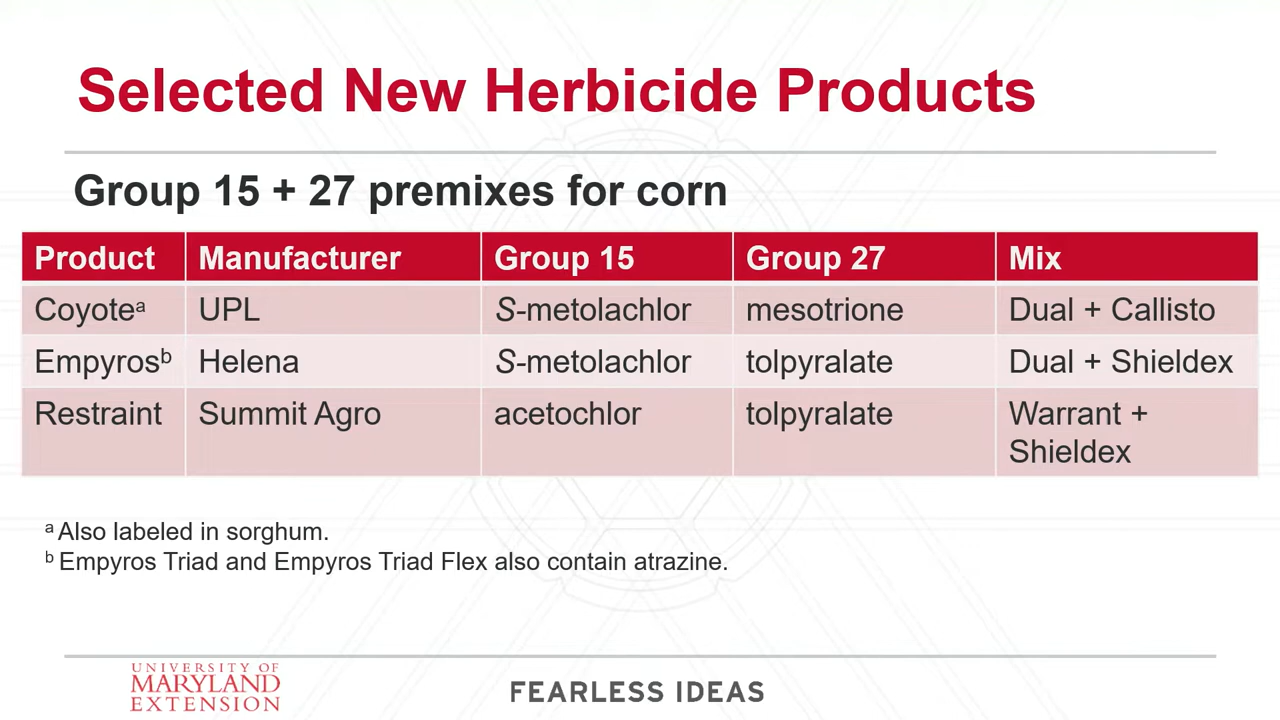 Selected New Herbicide Products
Group 15 + 27 premixes for corn
Product Manufacturer Group 15 Group 27 Mix
Coyoteᵃ UPL S-metolachlor mesotrione Dual + Callisto
Empyrosᵇ Helena S-metolachlor tolpyralate Dual + Shieldex
Restraint Summit Agro acetochlor tolpyralate Warrant +
Shieldex
ᵃ Also labeled in sorghum.
ᵇ Empyros Triad and Empyros Triad Flex also contain atrazine.
UNIVERSITY OF
MARYLAND
EXTENSION
FEARLESS IDEAS